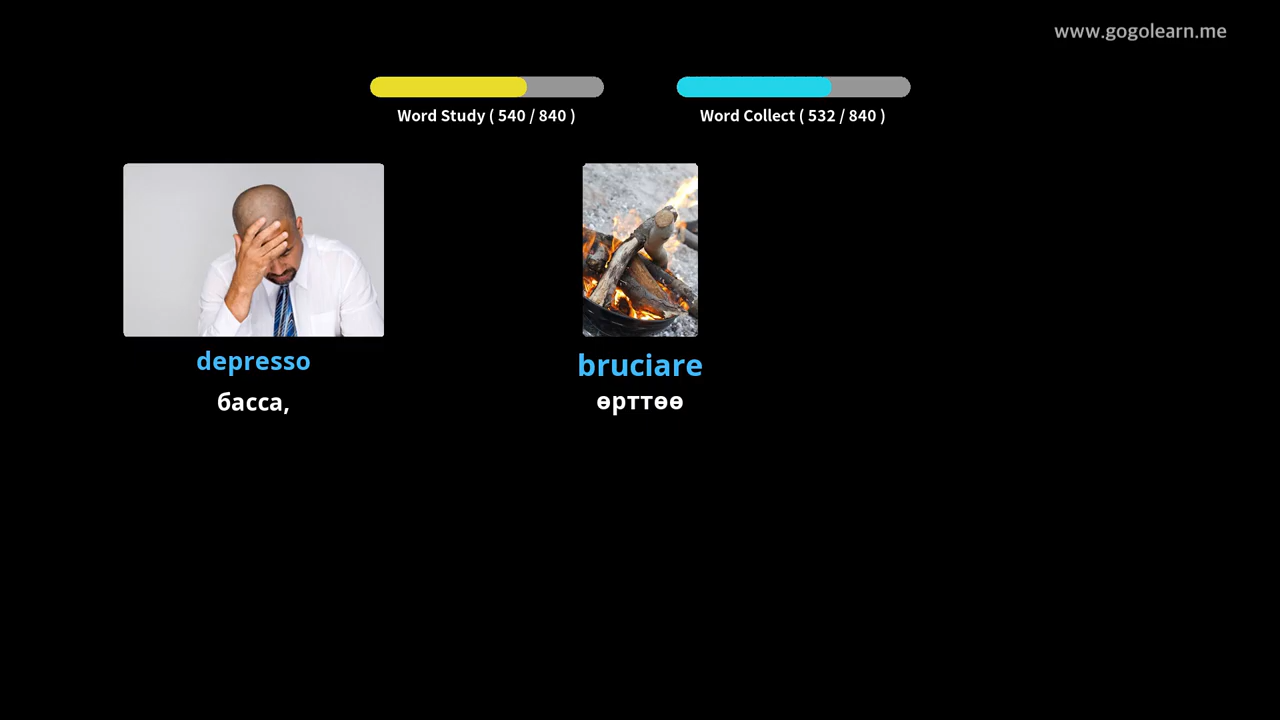 www.gogolearn.me
Word Study ( 540 / 840 )
Word Collect ( 532 / 840 )
depresso
басса,
bruciare
өрттөө